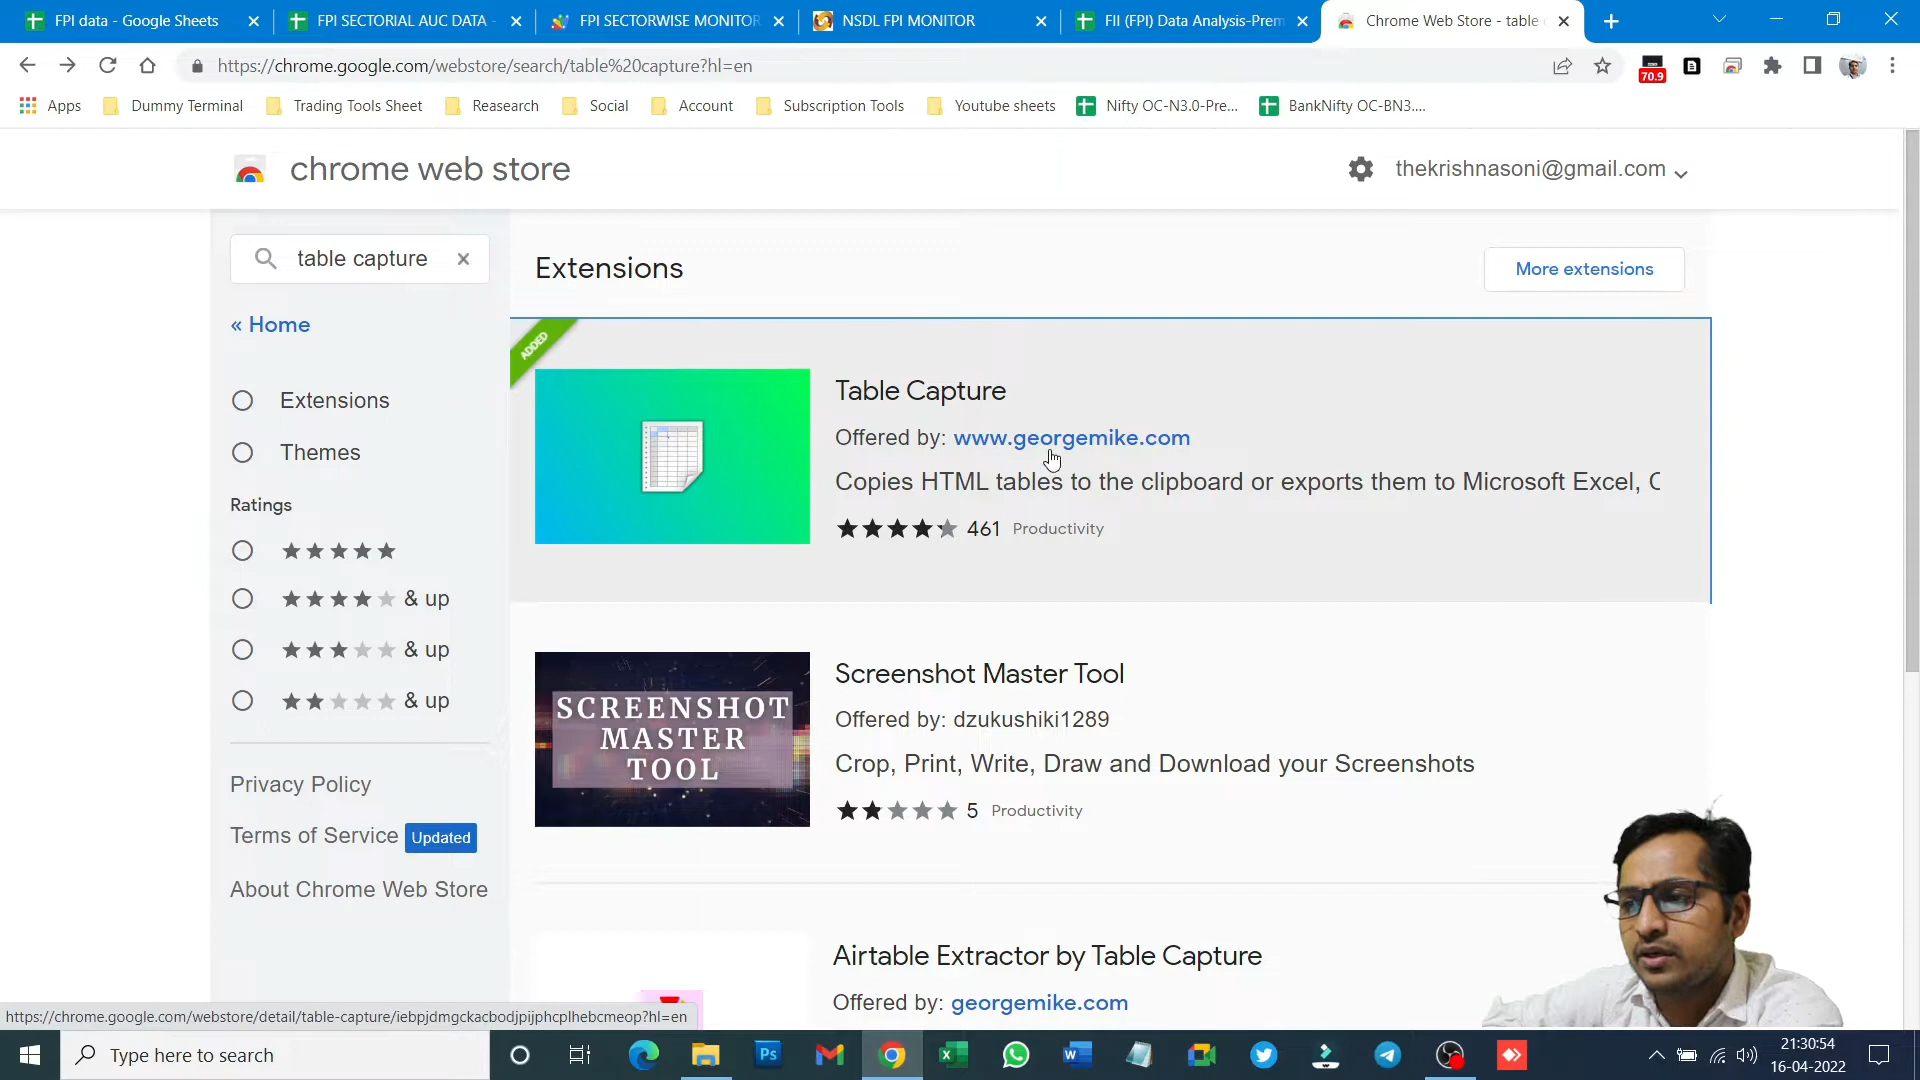 FPI data - Google Sheets
FPI SECTORIAL AUC DATA -
FPI SECTORWISE MONITOR
NSDL FPI MONITOR
FII (FPI) Data Analysis-Prem
Chrome Web Store - table
https://chrome.google.com/webstore/search/table%20capture?hl=en
70.9
Apps
Dummy Terminal
Trading Tools Sheet
Reasearch
Social
Account
Subscription Tools
Youtube sheets
Nifty OC-N3.0-Pre...
BankNifty OC-BN3....
chrome web store
thekrishnasoni@gmail.com
table capture
Extensions
More extensions
« Home
Extensions
Themes
Ratings
& up
& up
& up
Privacy Policy
Terms of Service Updated
About Chrome Web Store
ADDED
Table Capture
Offered by: www.georgemike.com
Copies HTML tables to the clipboard or exports them to Microsoft Excel,
461 Productivity
SCREENSHOT
MASTER
TOOL
Screenshot Master Tool
Offered by: dzukushiki1289
Crop, Print, Write, Draw and Download your Screenshots
5 Productivity
Airtable Extractor by Table Capture
Offered by: georgemike.com
https://chrome.google.com/webstore/detail/table-capture/iebpjdmgckacbodjpijphcplhebcmeop?hl=en
Type here to search
Ps
21:30:54
16-04-2022